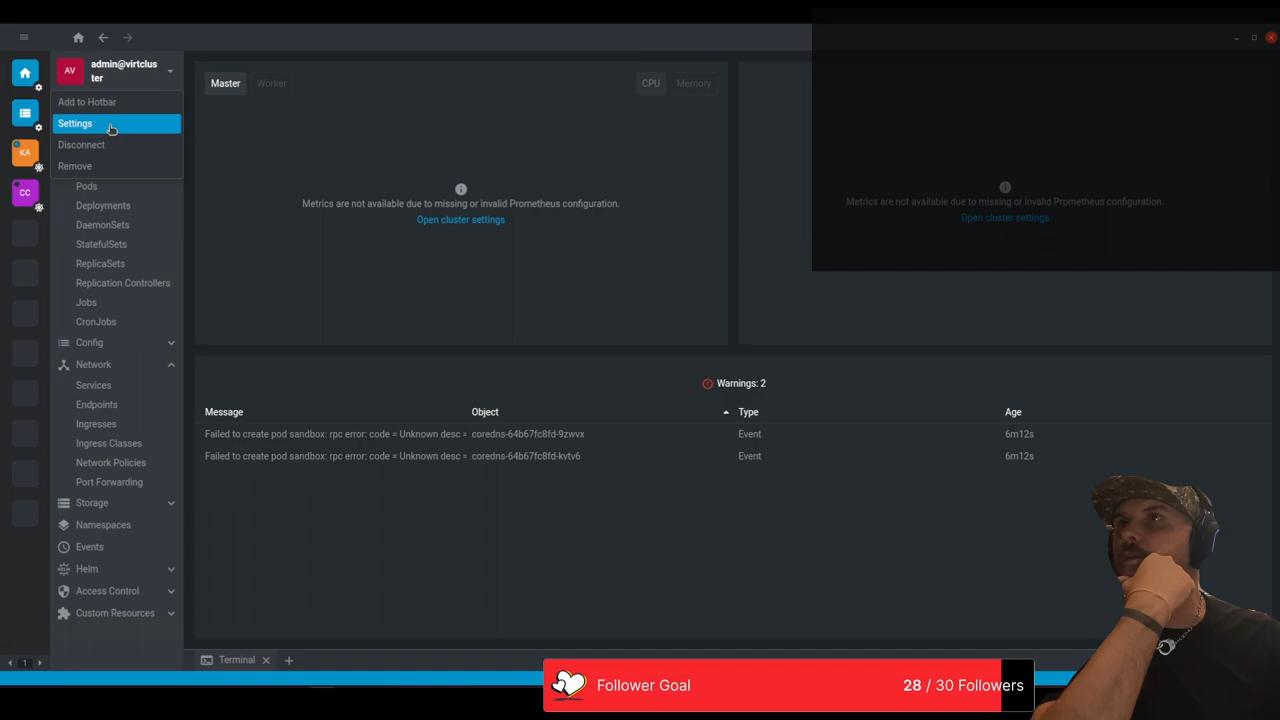 AV
admin@virtclus
ter
Add to Hotbar
Settings
Disconnect
Remove
KA
CC
Pods
Deployments
DaemonSets
StatefulSets
ReplicaSets
Replication Controllers
Jobs
CronJobs
Config
Network
Services
Endpoints
Ingresses
Ingress Classes
Network Policies
Port Forwarding
Storage
Namespaces
Events
Helm
Access Control
Custom Resources
1
Master Worker CPU Memory
Metrics are not available due to missing or invalid Prometheus configuration.
Open cluster settings
Metrics are not available due to missing or invalid Prometheus configuration.
Open cluster settings
Warnings: 2
Message Object Type Age
Failed to create pod sandbox: rpc error: code = Unknown desc = coredns-64b67fc8fd-9zwvx Event 6m12s
Failed to create pod sandbox: rpc error: code = Unknown desc = coredns-64b67fc8fd-kvtv6 Event 6m12s
Terminal
Follower Goal 28 / 30 Followers